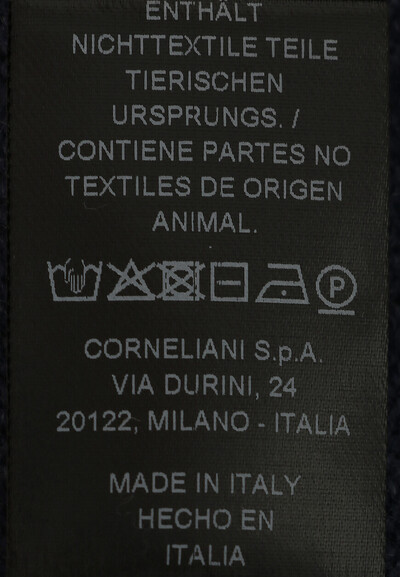 ENTHÄLT
NICHTTEXTILE TEILE
TIERISCHEN
URSPRUNGS. /
CONTIENE PARTES NO
TEXTILES DE ORIGEN
ANIMAL.
P
CORNELIANI S.p.A.
VIA DURINI, 24
20122, MILANO - ITALIA
MADE IN ITALY
HECHO EN
ITALIA